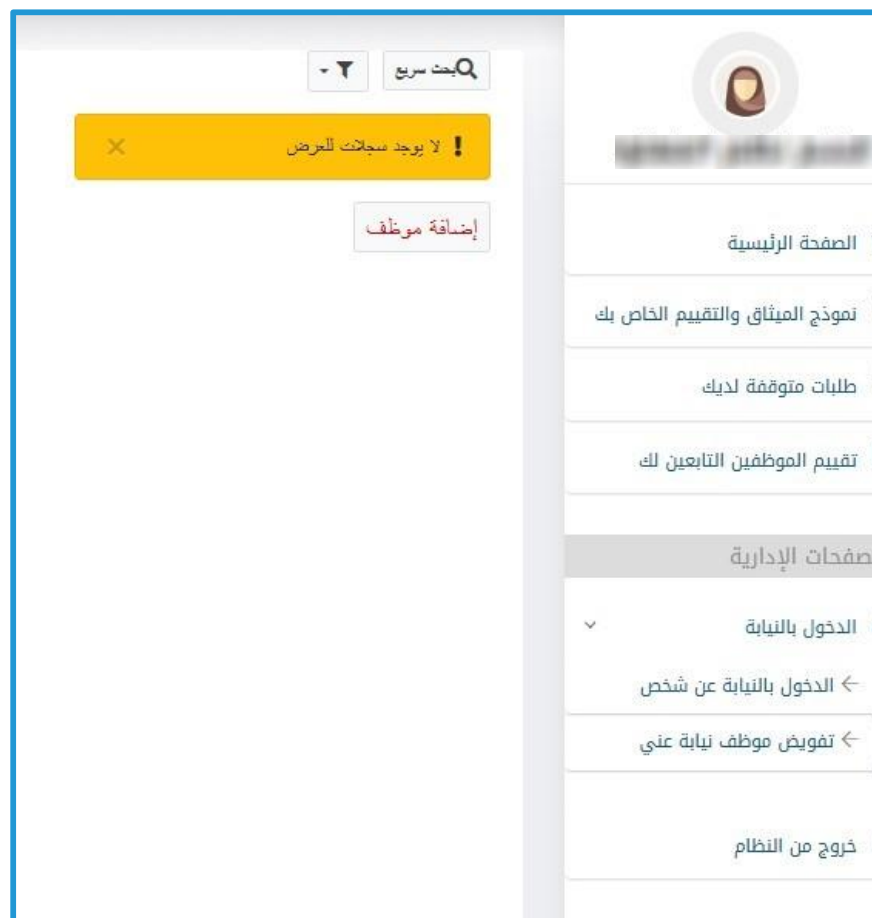 الصفحة الرئيسية
نموذج الميثاق والتقييم الخاص بك
طلبات متوقفة لديك
تقييم الموظفين التابعين لك
صفحات الإدارية
الدخول بالنيابة
الدخول بالنيابة عن شخص
تفويض موظف نيابة عني
خروج من النظام
بحث سريع
لا يوجد سجلات للعرض
إضافة موظف